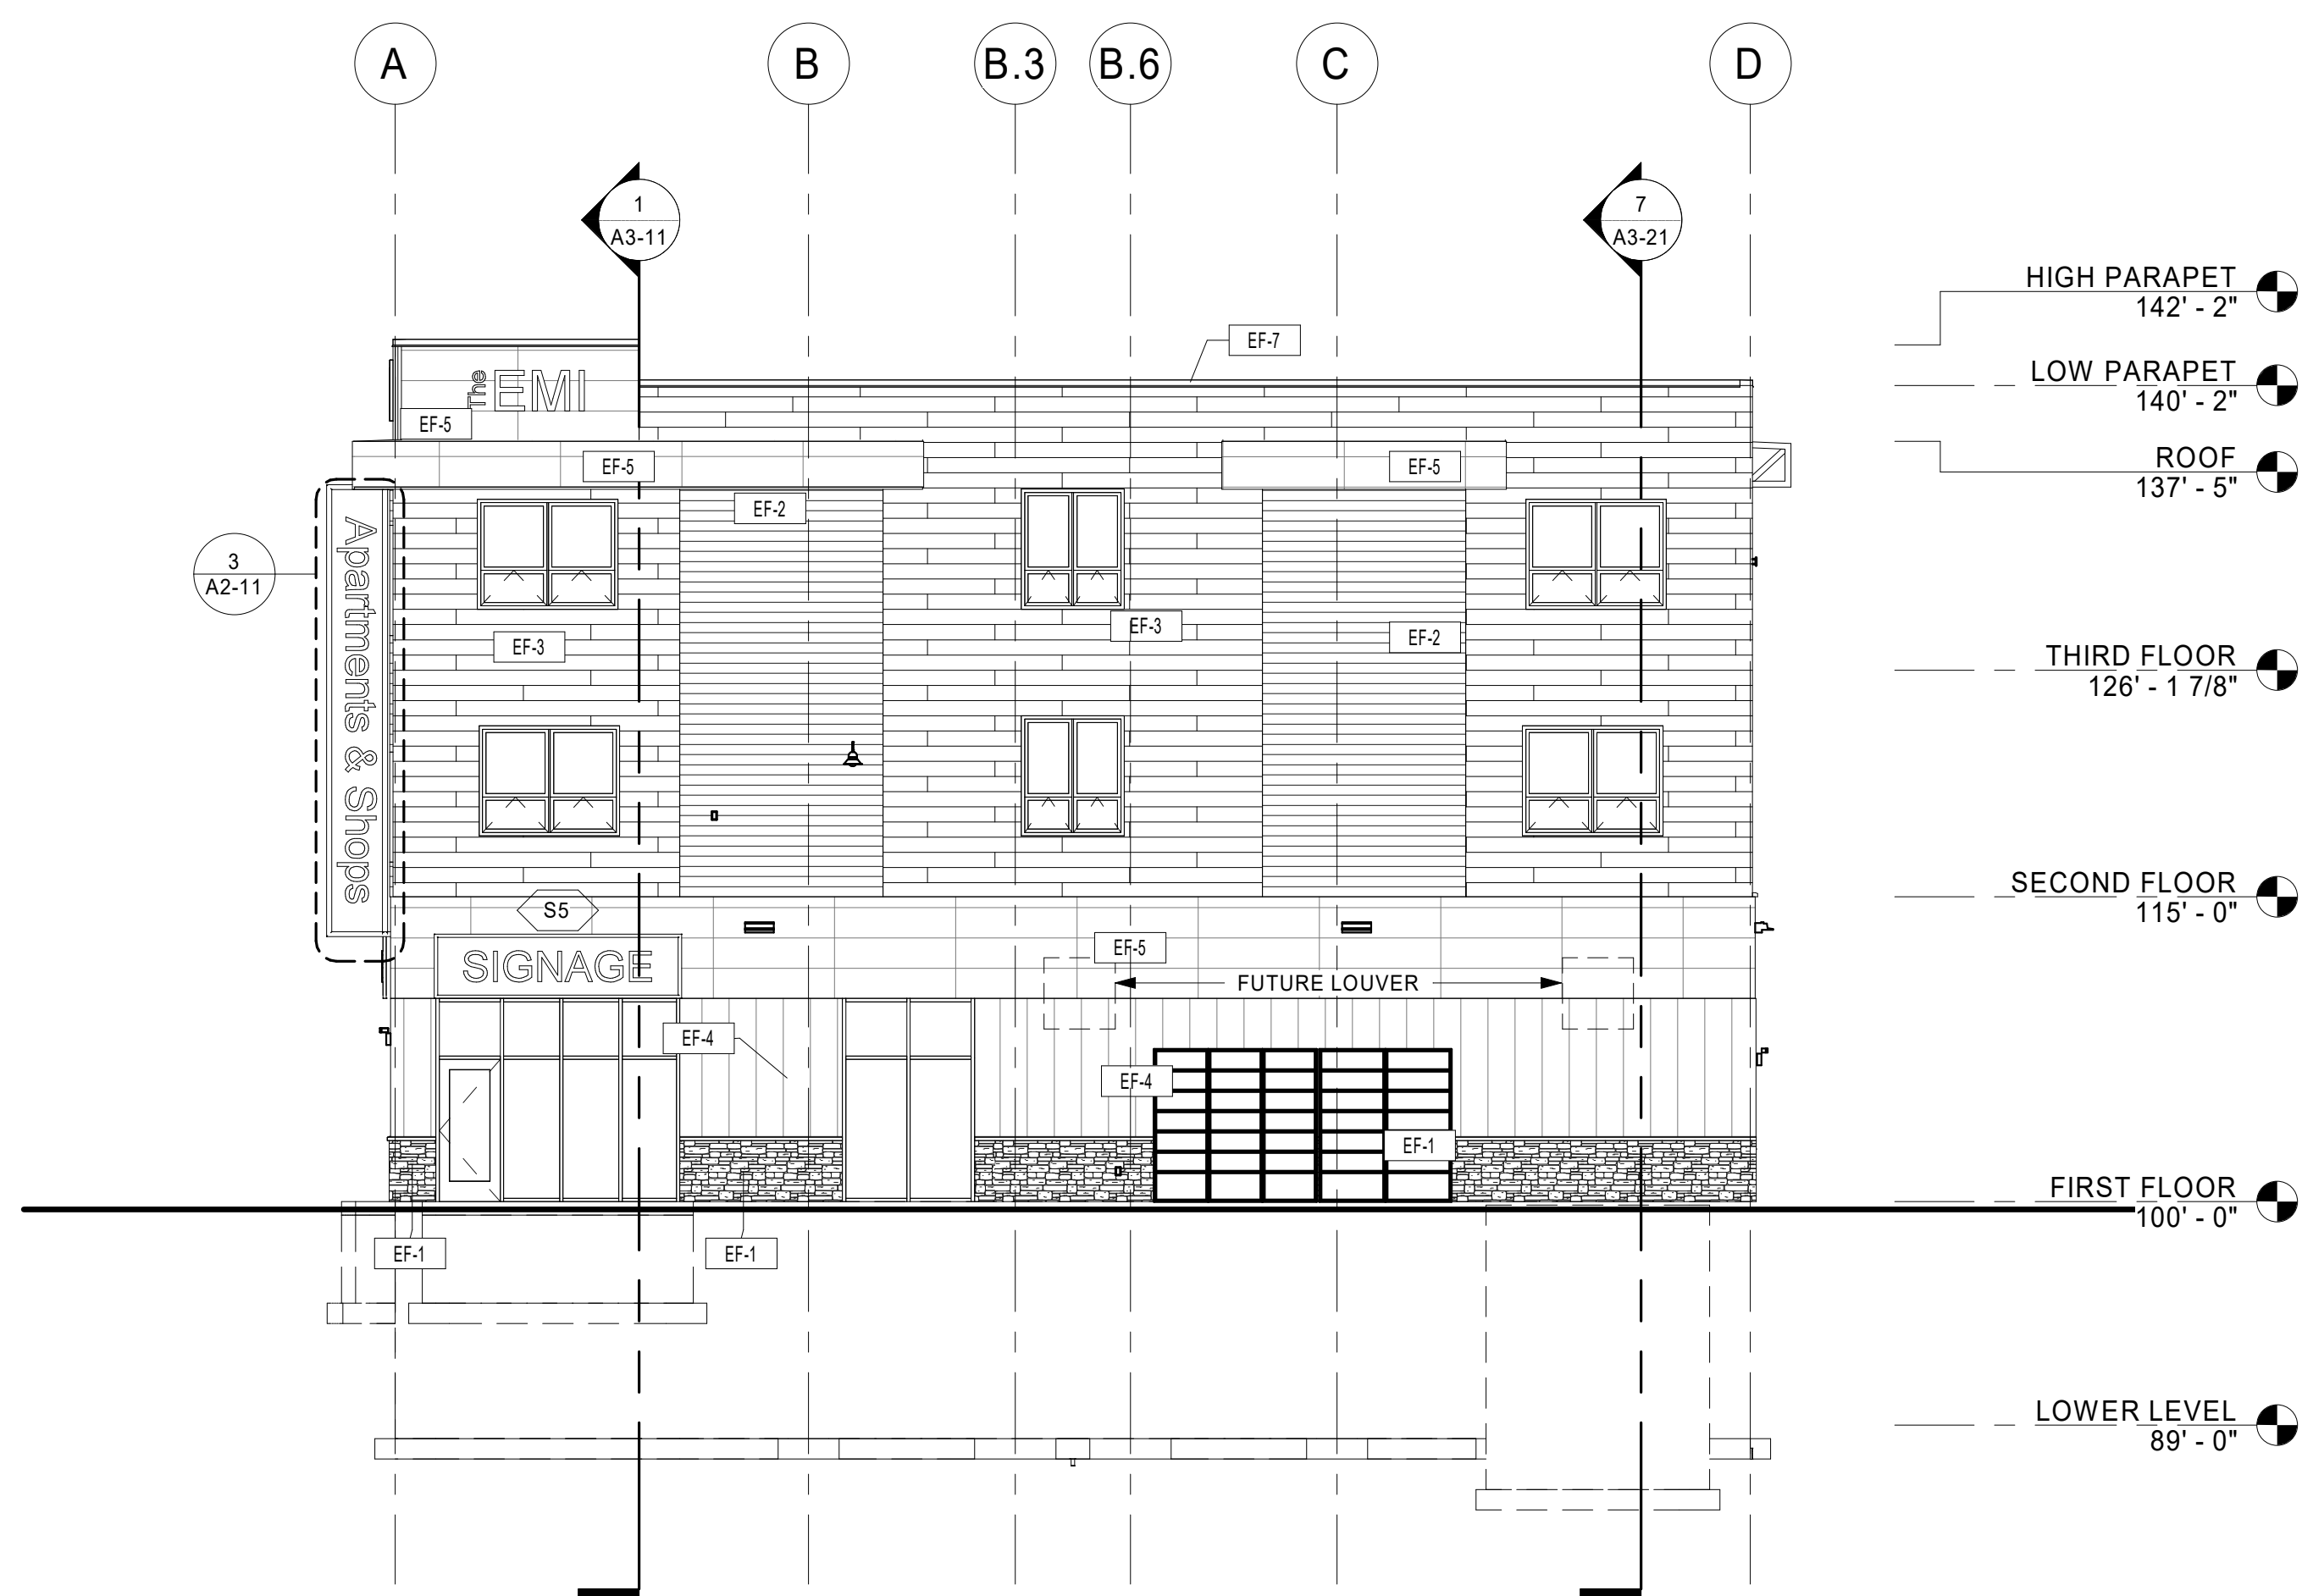 A
B
B.3
B.6
C
D
1
A3-11
7
A3-21
HIGH PARAPET
142' - 2"
EF-7
LOW PARAPET
140' - 2"
The
EMI
EF-5
EF-5
EF-5
ROOF
137' - 5"
EF-2
3
A2-11
Apartments & Shops
EF-3
EF-3
EF-2
THIRD FLOOR
126' - 1 7/8"
SECOND FLOOR
115' - 0"
S5
SIGNAGE
EF-5
FUTURE LOUVER
EF-4
EF-4
EF-1
FIRST FLOOR
100' - 0"
EF-1
EF-1
LOWER LEVEL
89' - 0"